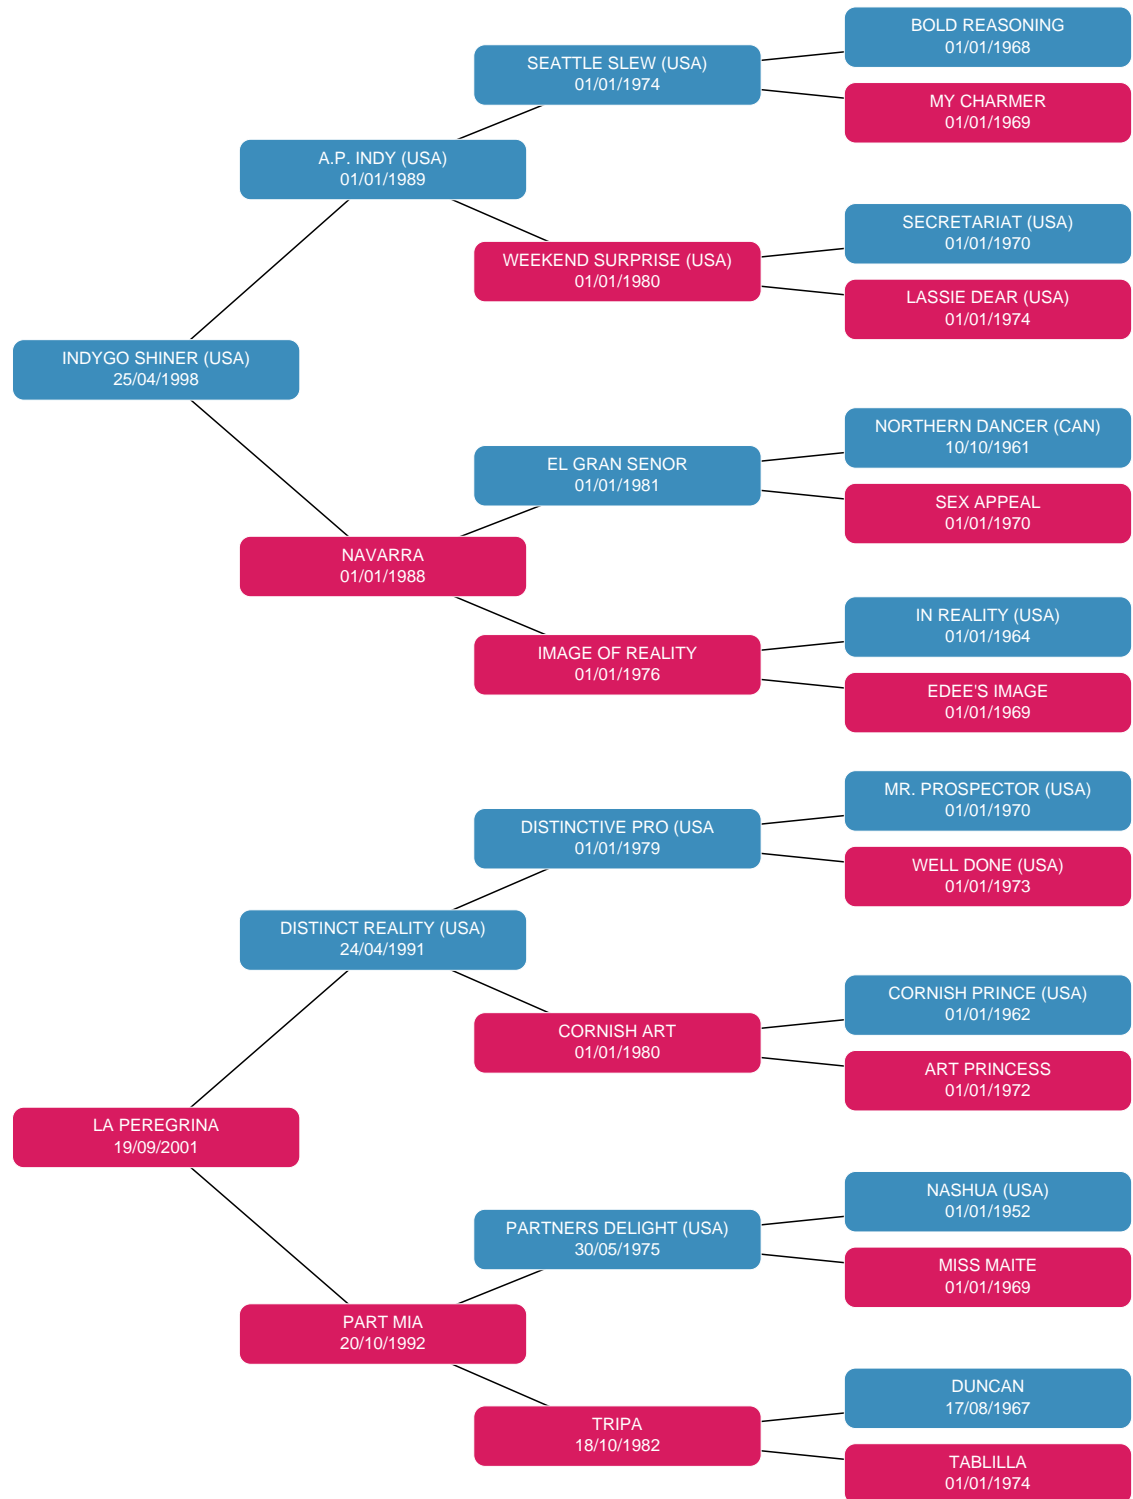 BOLD REASONING
01/01/1968
SEATTLE SLEW (USA)
01/01/1974
MY CHARMER
01/01/1969
A.P. INDY (USA)
01/01/1989
SECRETARIAT (USA)
01/01/1970
WEEKEND SURPRISE (USA)
01/01/1980
LASSIE DEAR (USA)
01/01/1974
INDYGO SHINER (USA)
25/04/1998
NORTHERN DANCER (CAN)
10/10/1961
EL GRAN SENOR
01/01/1981
SEX APPEAL
01/01/1970
NAVARRA
01/01/1988
IN REALITY (USA)
01/01/1964
IMAGE OF REALITY
01/01/1976
EDEE'S IMAGE
01/01/1969
MR. PROSPECTOR (USA)
01/01/1970
DISTINCTIVE PRO (USA
01/01/1979
WELL DONE (USA)
01/01/1973
DISTINCT REALITY (USA)
24/04/1991
CORNISH PRINCE (USA)
01/01/1962
CORNISH ART
01/01/1980
ART PRINCESS
01/01/1972
LA PEREGRINA
19/09/2001
NASHUA (USA)
01/01/1952
PARTNERS DELIGHT (USA)
30/05/1975
MISS MAITE
01/01/1969
PART MIA
20/10/1992
DUNCAN
17/08/1967
TRIPA
18/10/1982
TABLILLA
01/01/1974